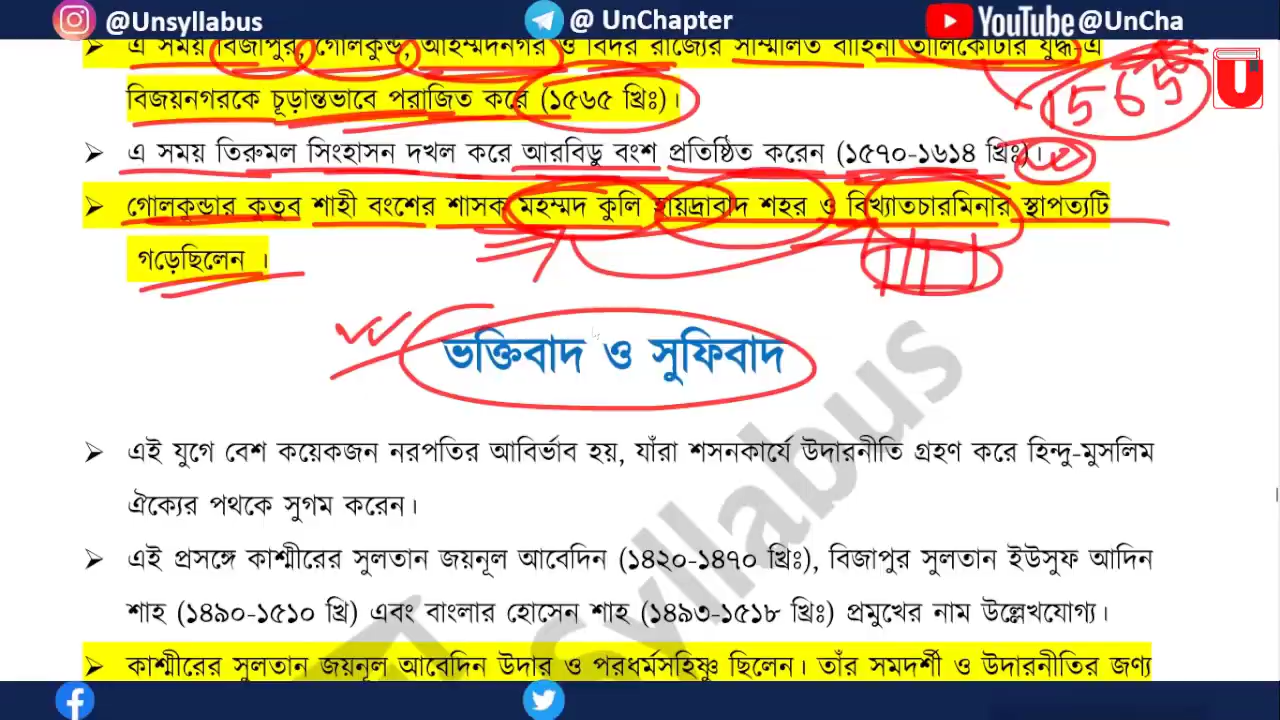 @Unsyllabus @ UnChapter YouTube @UnCha
এ সময় বিজাপুর, গোলকুন্ড, আহম্মদনগর ও বিদর রাজ্যের সম্মিলিত বাহিনী তালিকোটার যুদ্ধ-এ
1565
বিজয়নগরকে চূড়ান্তভাবে পরাজিত করে (১৫৬৫ খ্রিঃ)।
এ সময় তিরুমল সিংহাসন দখল করে আরবিডু বংশ প্রতিষ্ঠিত করেন (১৫৭০-১৬১৪ খ্রিঃ)।
গোলকুন্ডার কুতুব শাহী বংশের শাসক মহম্মদ কুলি হায়দ্রাবাদ শহর ও বিখ্যাতচারমিনার স্থাপত্যটি
গড়েছিলেন ।
ভক্তিবাদ ও সুফিবাদ
এই যুগে বেশ কয়েকজন নরপতির আবির্ভাব হয়, যাঁরা শসনকার্যে উদারনীতি গ্রহণ করে হিন্দু-মুসলিম
ঐক্যের পথকে সুগম করেন।
এই প্রসঙ্গে কাশ্মীরের সুলতান জয়নূল আবেদিন (১৪২০-১৪৭০ খ্রিঃ), বিজাপুর সুলতান ইউসুফ আদিন
শাহ (১৪৯০-১৫১০ খ্রি) এবং বাংলার হোসেন শাহ (১৪৯৩-১৫১৮ খ্রিঃ) প্রমুখের নাম উল্লেখযোগ্য।
কাশ্মীরের সুলতান জয়নূল আবেদিন উদার ও পরধর্মসহিষ্ণু ছিলেন। তাঁর সমদর্শী ও উদারনীতির জণ্য